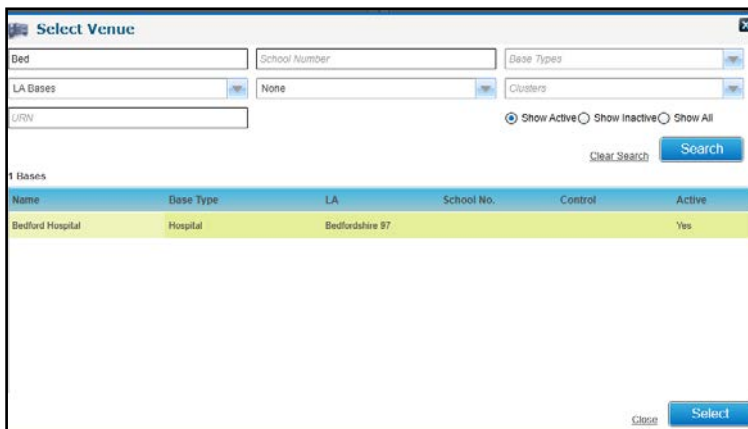 Select Venue
Bed School Number Base Types
LA Bases None Clusters
URN Show Active Show Inactive Show All
Clear Search Search
1 Bases
Name Base Type LA School No. Control Active
Bedford Hospital Hospital Bedfordshire 97 Yes
Close Select